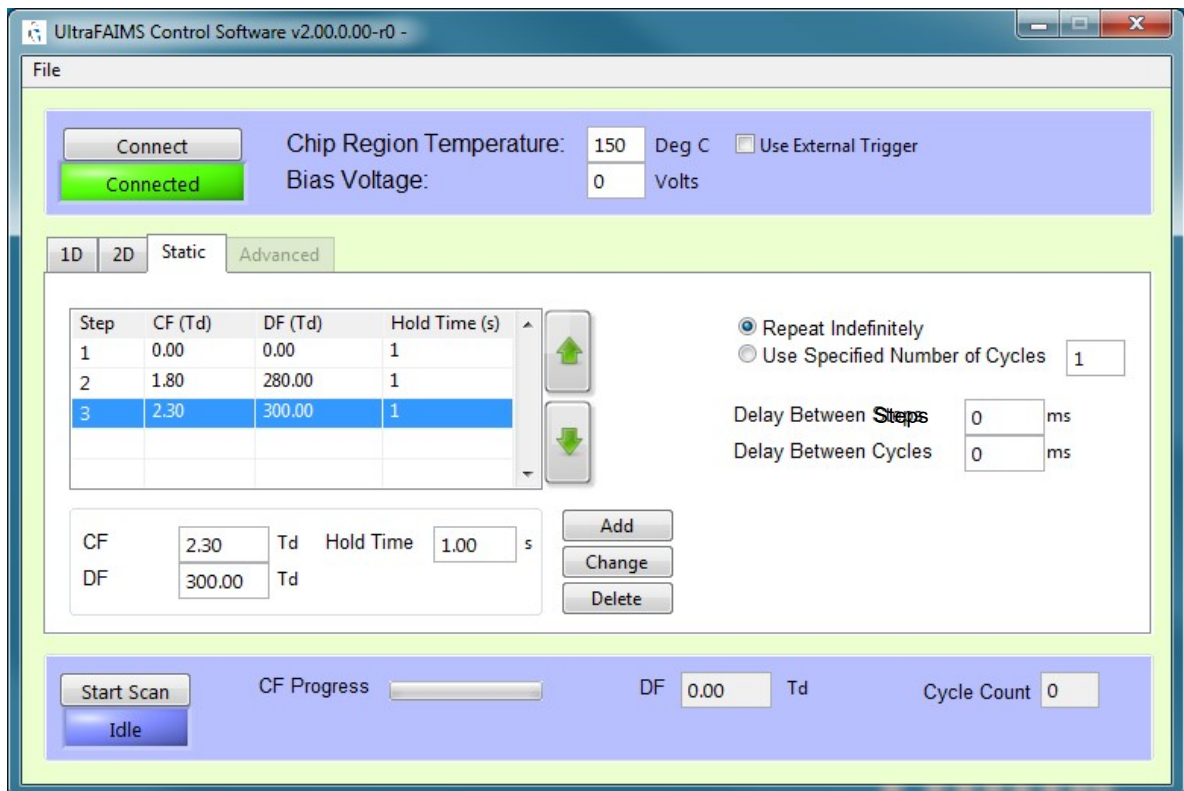 UltraFAIMS Control Software v2.00.0.00-r0 -
File
Connect
Connected
Chip Region Temperature: 150 Deg C
Use External Trigger
Bias Voltage: 0 Volts
1D 2D Static Advanced
Step CF (Td) DF (Td) Hold Time (s)
1 0.00 0.00 1
2 1.80 280.00 1
3 2.30 300.00 1
Repeat Indefinitely
Use Specified Number of Cycles 1
Delay Between Steps 0 ms
Delay Between Cycles 0 ms
CF 2.30 Td Hold Time 1.00 s
DF 300.00 Td
Add
Change
Delete
Start Scan
Idle
CF Progress
DF 0.00 Td
Cycle Count 0